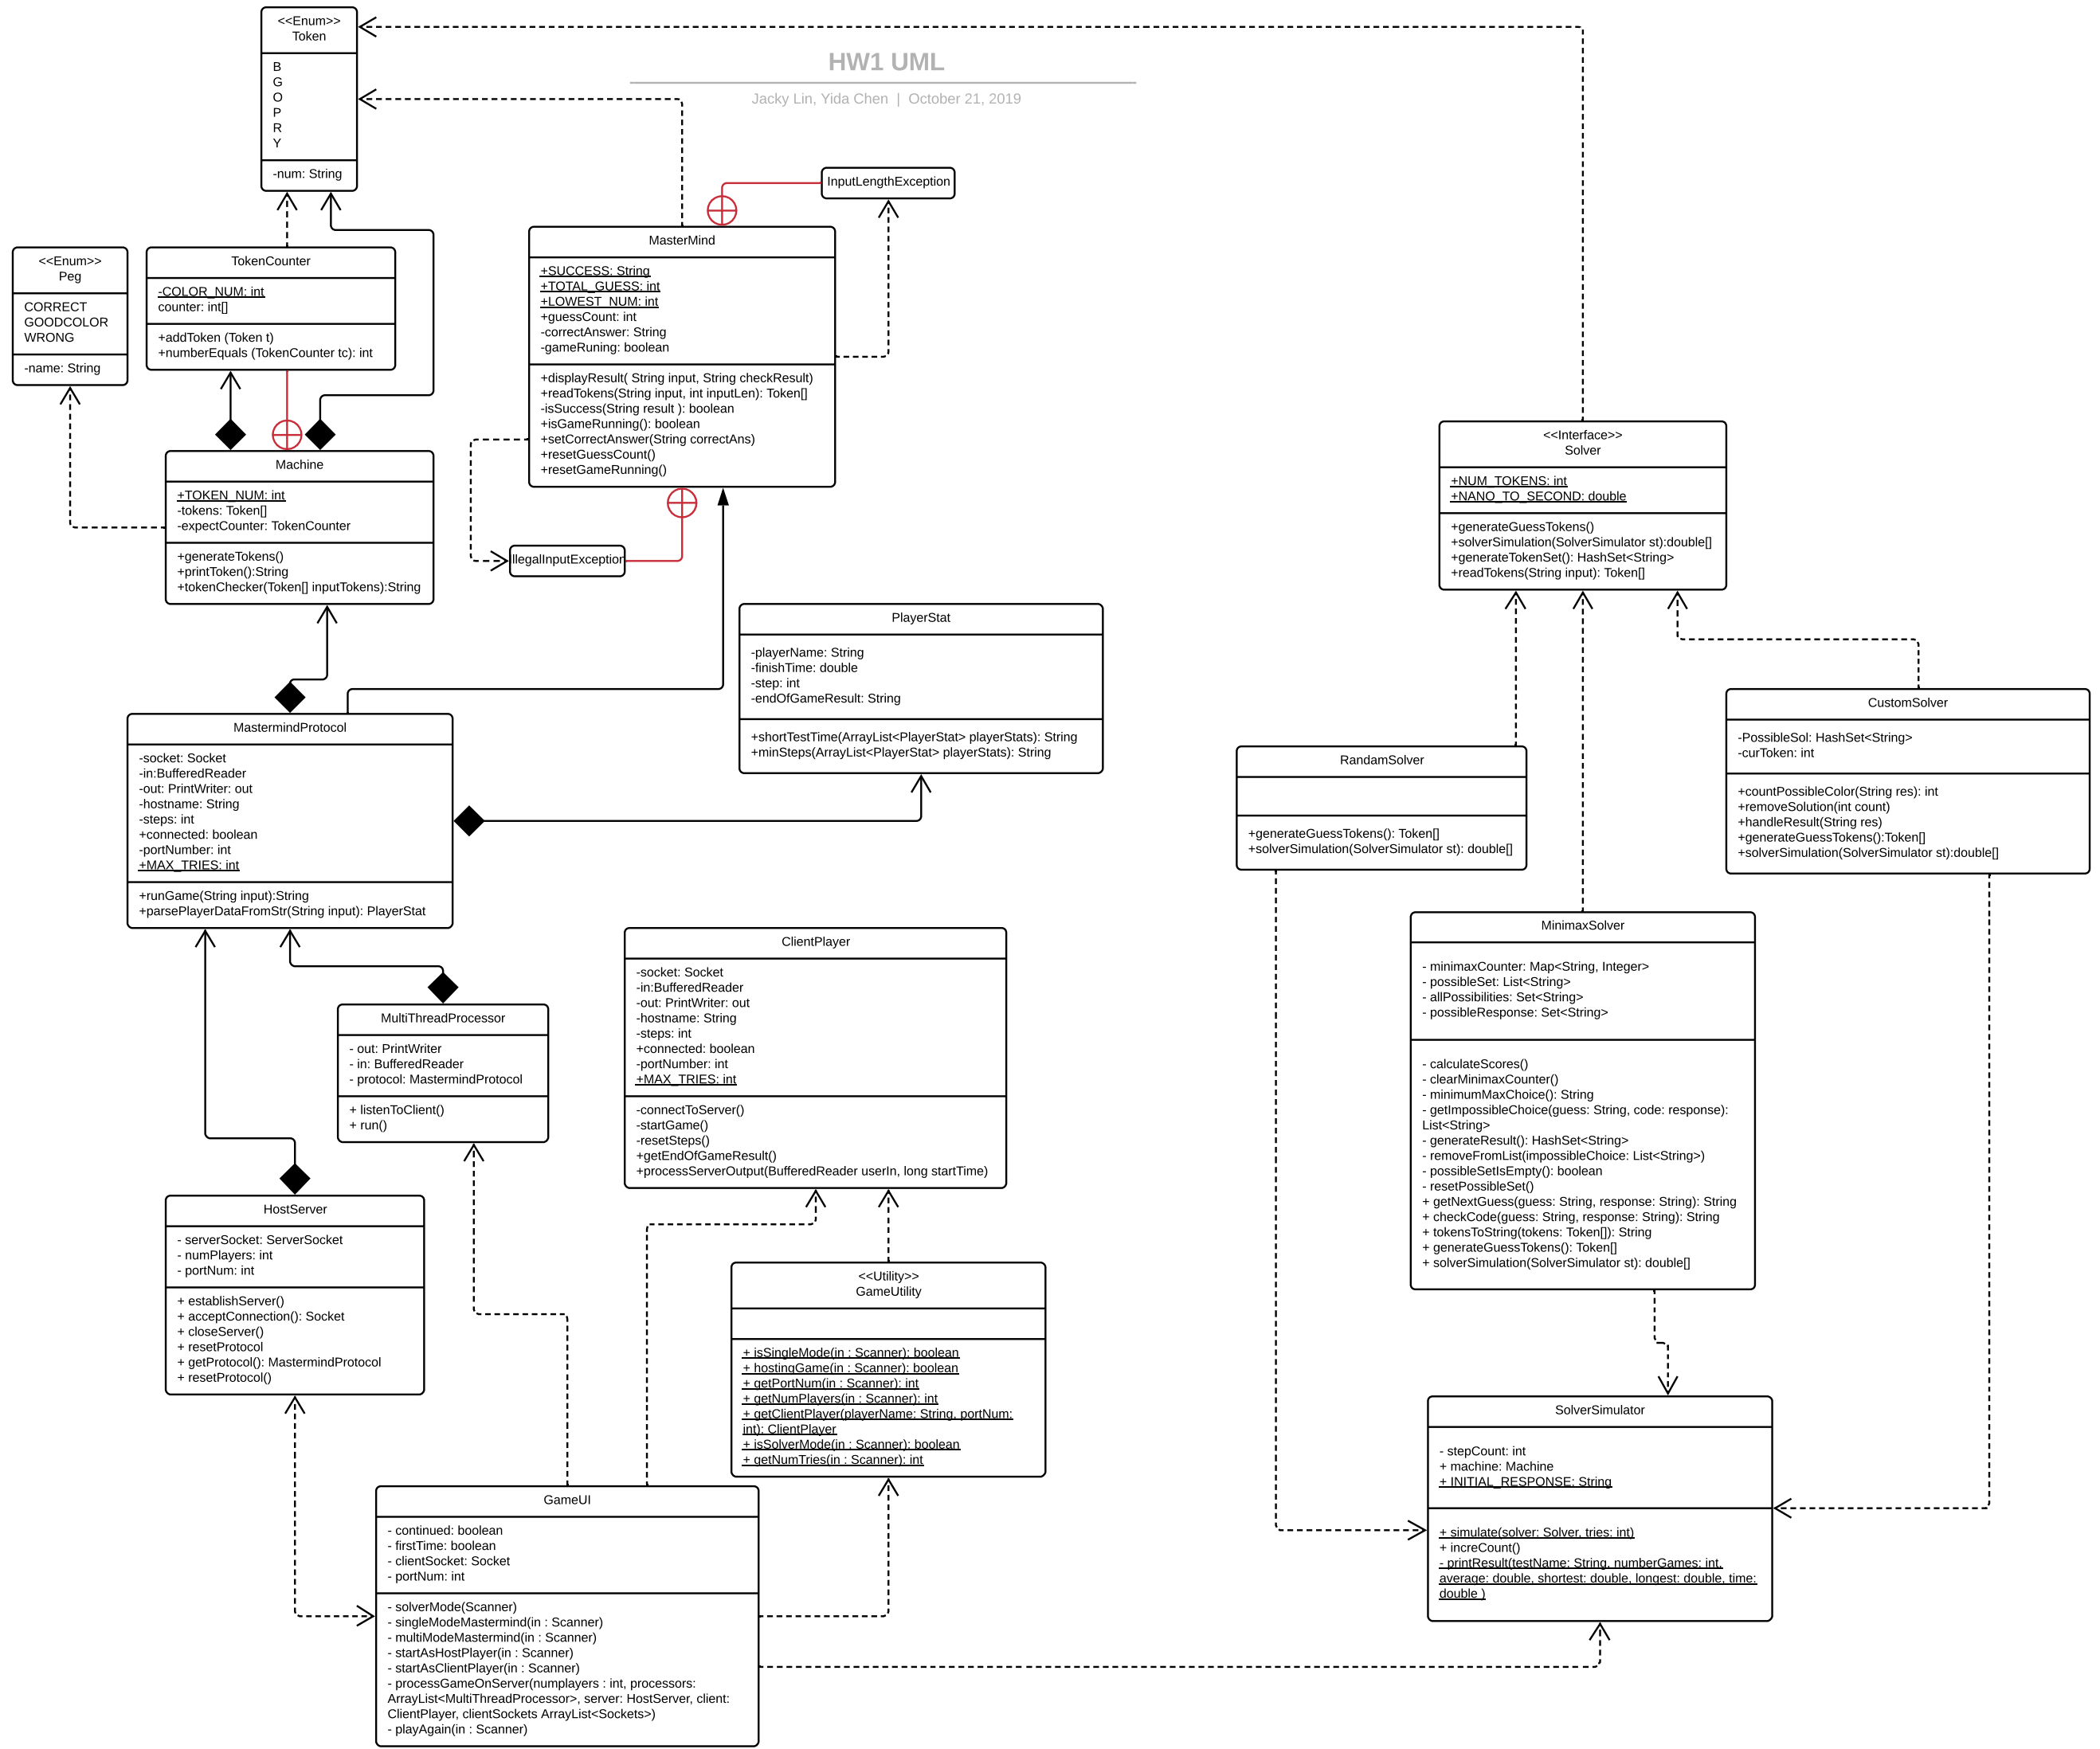 HW1 UML
Jacky Lin, Yida Chen  |  October 21, 2019
<<Enum>>
Token
B
G
O
P
R
Y
-num: String
InputLengthException
<<Enum>>
Peg
CORRECT
GOODCOLOR
WRONG
-name: String
TokenCounter
-COLOR_NUM: int
counter: int[]
+addToken (Token t)
+numberEquals (TokenCounter tc): int
MasterMind
+SUCCESS: String
+TOTAL_GUESS: int
+LOWEST_NUM: int
+guessCount: int
-correctAnswer: String
-gameRuning: boolean
+displayResult( String input, String checkResult)
+readTokens(String input, int inputLen): Token[]
-isSuccess(String result ): boolean
+isGameRunning(): boolean
+setCorrectAnswer(String correctAns)
+resetGuessCount()
+resetGameRunning()
Machine
+TOKEN_NUM: int
-tokens: Token[]
-expectCounter: TokenCounter
+generateTokens()
+printToken():String
+tokenChecker(Token[] inputTokens):String
IllegalInputException
<<Interface>>
Solver
+NUM_TOKENS: int
+NANO_TO_SECOND: double
+generateGuessTokens()
+solverSimulation(SolverSimulator st):double[]
+generateTokenSet(): HashSet<String>
+readTokens(String input): Token[]
PlayerStat
-playerName: String
-finishTime: double
-step: int
-endOfGameResult: String
+shortTestTime(ArrayList<PlayerStat> playerStats): String
+minSteps(ArrayList<PlayerStat> playerStats): String
MastermindProtocol
-socket: Socket
-in:BufferedReader
-out: PrintWriter: out
-hostname: String
-steps: int
+connected: boolean
-portNumber: int
+MAX_TRIES: int
+runGame(String input):String
+parsePlayerDataFromStr(String input): PlayerStat
RandamSolver
+generateGuessTokens(): Token[]
+solverSimulation(SolverSimulator st): double[]
CustomSolver
-PossibleSol: HashSet<String>
-curToken: int
+countPossibleColor(String res): int
+removeSolution(int count)
+handleResult(String res)
+generateGuessTokens():Token[]
+solverSimulation(SolverSimulator st):double[]
MinimaxSolver
- minimaxCounter: Map<String, Integer>
- possibleSet: List<String>
- allPossibilities: Set<String>
- possibleResponse: Set<String>
- calculateScores()
- clearMinimaxCounter()
- minimumMaxChoice(): String
- getImpossibleChoice(guess: String, code: response):
List<String>
- generateResult(): HashSet<String>
- removeFromList(impossibleChoice: List<String>)
- possibleSetIsEmpty(): boolean
- resetPossibleSet()
+ getNextGuess(guess: String, response: String): String
+ checkCode(guess: String, response: String): String
+ tokensToString(tokens: Token[]): String
+ generateGuessTokens(): Token[]
+ solverSimulation(SolverSimulator st): double[]
ClientPlayer
-socket: Socket
-in:BufferedReader
-out: PrintWriter: out
-hostname: String
-steps: int
+connected: boolean
-portNumber: int
+MAX_TRIES: int
-connectToServer()
-startGame()
-resetSteps()
+getEndOfGameResult()
+processServerOutput(BufferedReader userIn, long startTime)
MultiThreadProcessor
- out: PrintWriter
- in: BufferedReader
- protocol: MastermindProtocol
+ listenToClient()
+ run()
HostServer
- serverSocket: ServerSocket
- numPlayers: int
- portNum: int
+ establishServer()
+ acceptConnection(): Socket
+ closeServer()
+ resetProtocol
+ getProtocol(): MastermindProtocol
+ resetProtocol()
<<Utility>>
GameUtility
+ isSingleMode(in : Scanner): boolean
+ hostingGame(in : Scanner): boolean
+ getPortNum(in : Scanner): int
+ getNumPlayers(in : Scanner): int
+ getClientPlayer(playerName: String, portNum:
int): ClientPlayer
+ isSolverMode(in : Scanner): boolean
+ getNumTries(in : Scanner): int
SolverSimulator
- stepCount: int
+ machine: Machine
+ INITIAL_RESPONSE: String
+ simulate(solver: Solver, tries: int)
+ increCount()
- printResult(testName: String, numberGames: int,
average: double, shortest: double, longest: double, time:
double )
GameUI
- continued: boolean
- firstTime: boolean
- clientSocket: Socket
- portNum: int
- solverMode(Scanner)
- singleModeMastermind(in : Scanner)
- multiModeMastermind(in : Scanner)
- startAsHostPlayer(in : Scanner)
- startAsClientPlayer(in : Scanner)
- processGameOnServer(numplayers : int, processors:
ArrayList<MultiThreadProcessor>, server: HostServer, client:
ClientPlayer, clientSockets ArrayList<Sockets>)
- playAgain(in : Scanner)